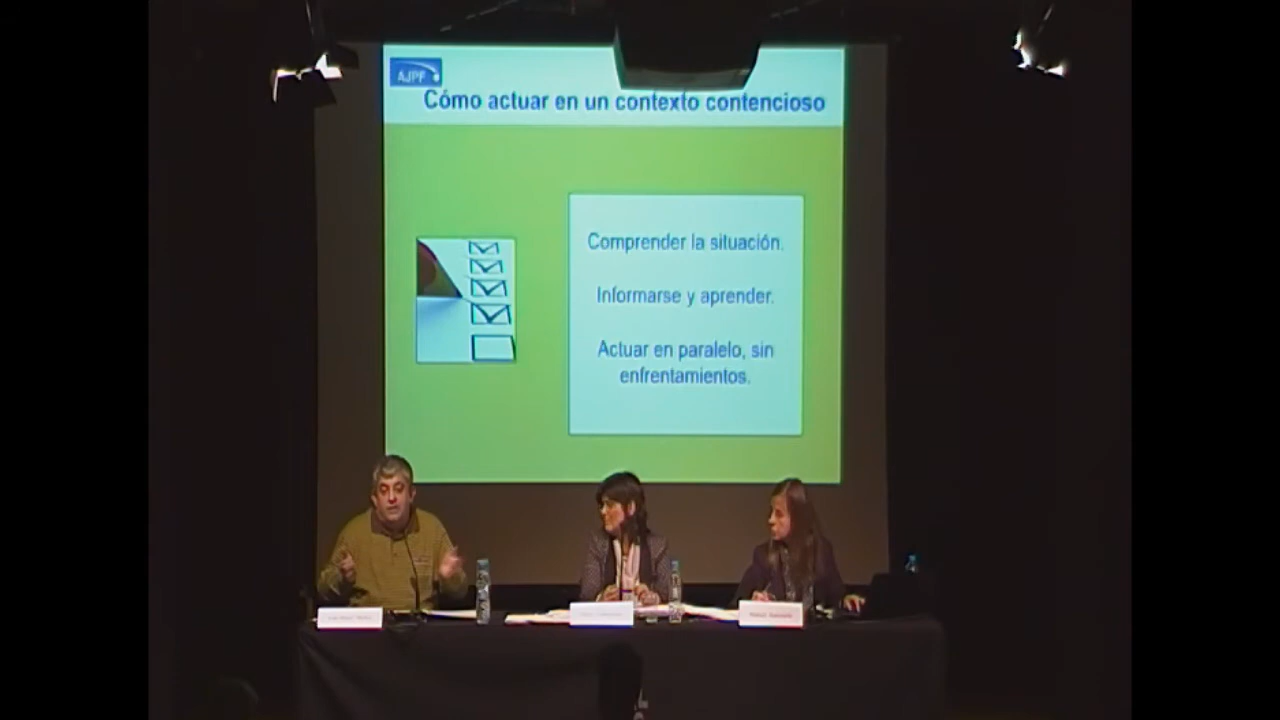 AJPF
Cómo actuar en un contexto contencioso
Comprender la situación.
Informarse y aprender.
Actuar en paralelo, sin
enfrentamientos.